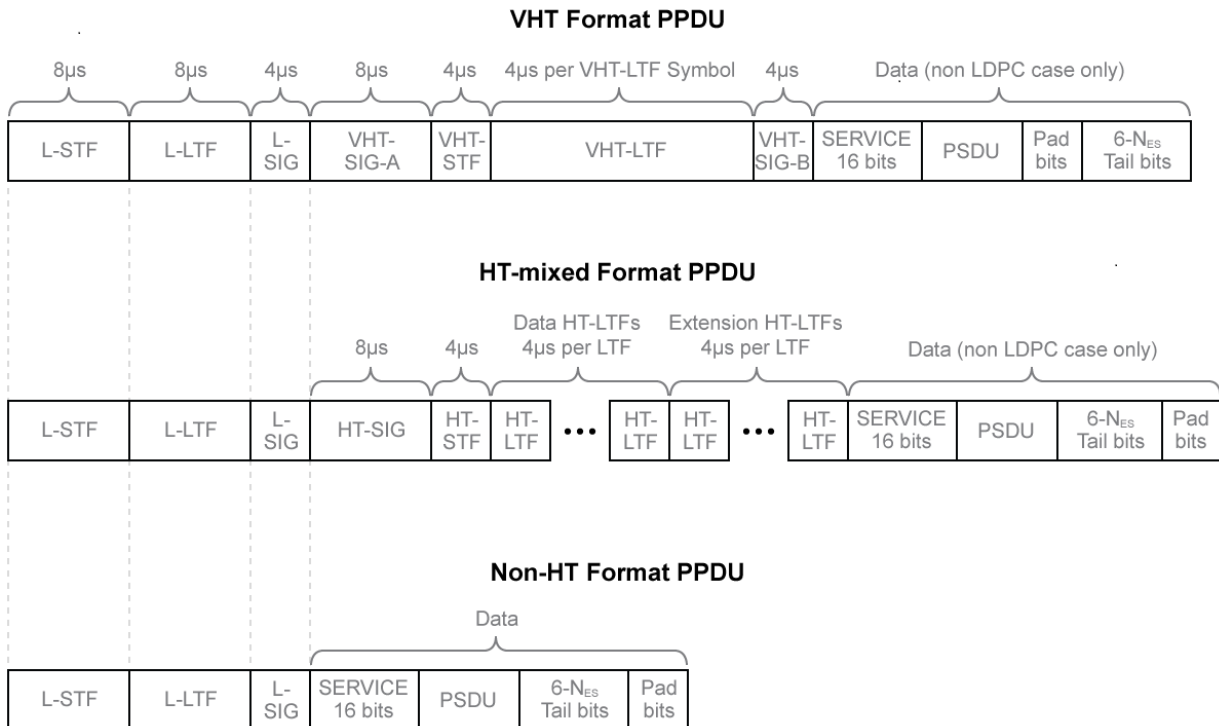 VHT Format PPDU
8µs 8µs 4µs 8µs 4µs 4µs per VHT-LTF Symbol 4µs Data (non LDPC case only)
L-STF L-LTF L-SIG VHT-SIG-A VHT-STF VHT-LTF VHT-SIG-B SERVICE 16 bits PSDU Pad bits 6-NES Tail bits
HT-mixed Format PPDU
8µs 4µs Data HT-LTFs 4µs per LTF Extension HT-LTFs 4µs per LTF Data (non LDPC case only)
L-STF L-LTF L-SIG HT-SIG HT-STF HT-LTF ••• HT-LTF HT-LTF ••• HT-LTF SERVICE 16 bits PSDU 6-NES Tail bits Pad bits
Non-HT Format PPDU
Data
L-STF L-LTF L-SIG SERVICE 16 bits PSDU 6-NES Tail bits Pad bits